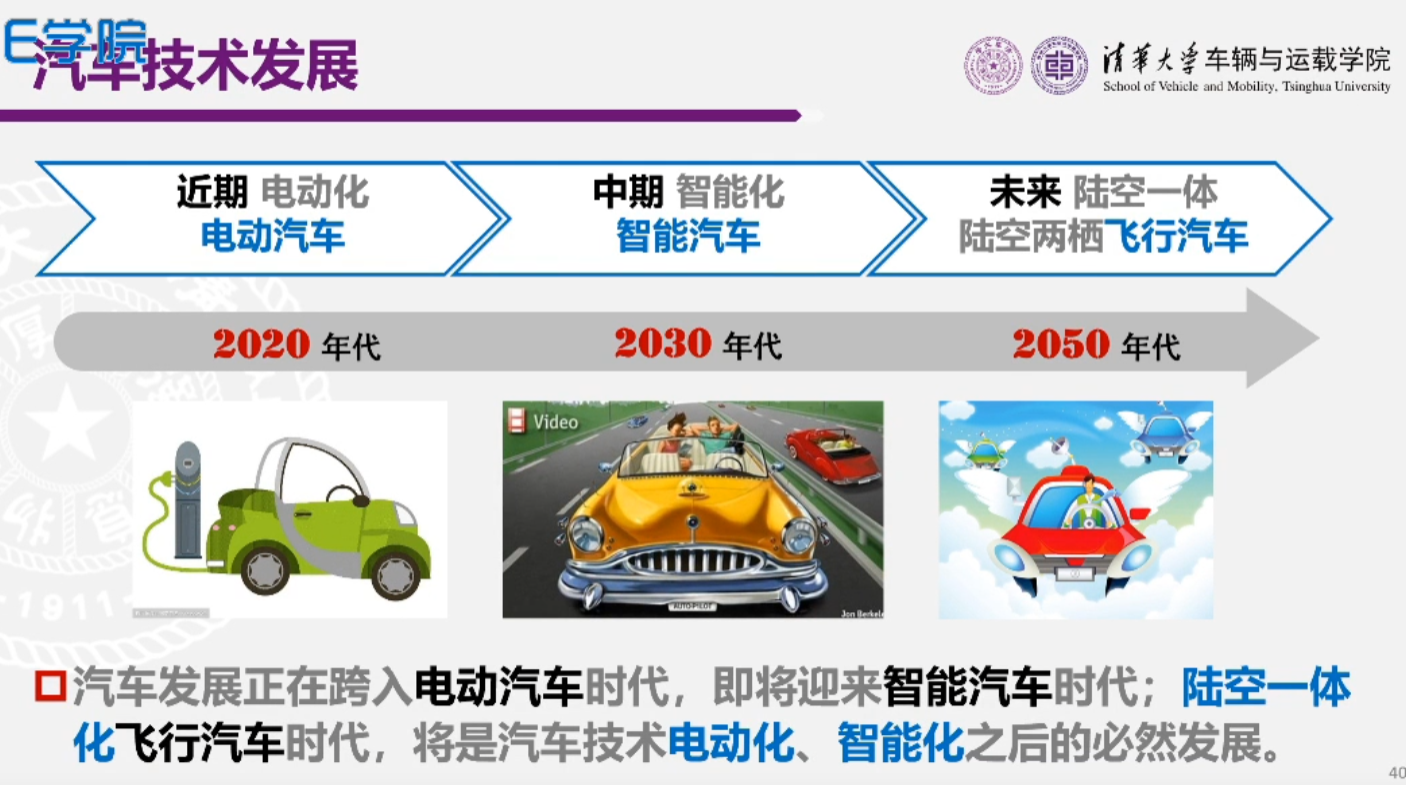 E学院
汽车技术发展
清华大学车辆与运载学院
School of Vehicle and Mobility, Tsinghua University
近期 电动化
电动汽车
中期 智能化
智能汽车
未来 陆空一体
陆空两栖飞行汽车
2020 年代
2030 年代
2050 年代
Video
AUTO-PILOT
Jon Berkele
1911
汽车发展正在跨入电动汽车时代，即将迎来智能汽车时代；陆空一体
化飞行汽车时代，将是汽车技术电动化、智能化之后的必然发展。
40